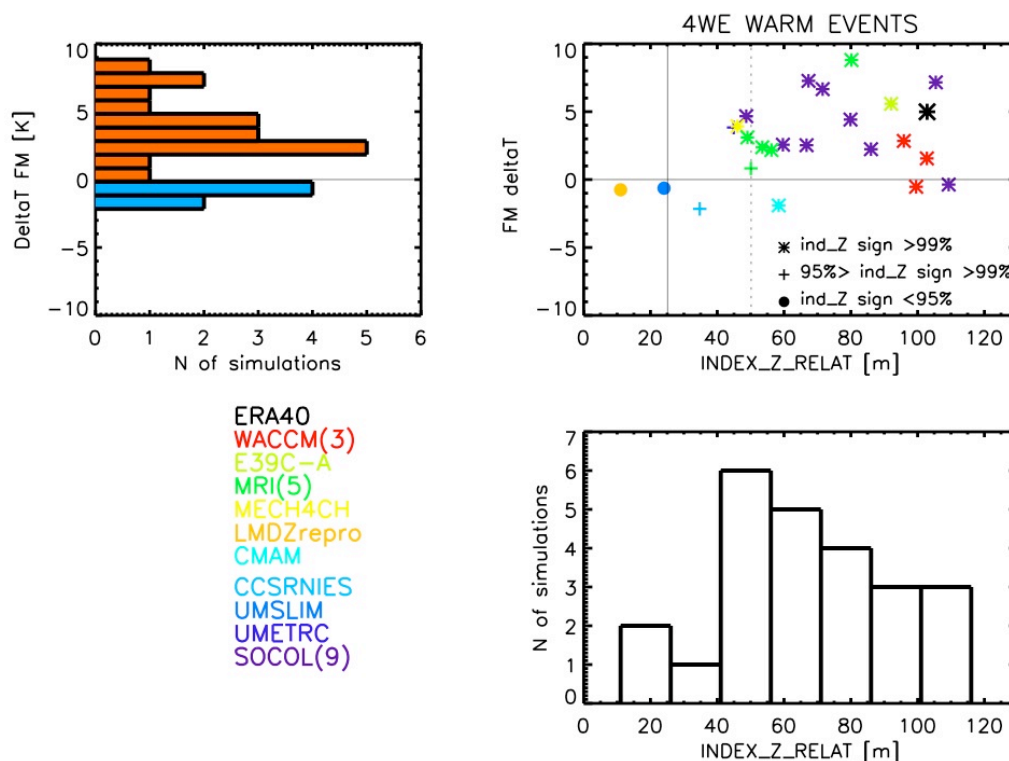 4WE WARM EVENTS
10
5
0
-5
-10
DeltaT FM [K]
0 1 2 3 4 5 6
N of simulations
10
5
0
-5
-10
FM deltaT
ind_Z sign >99%
95%> ind_Z sign >99%
ind_Z sign <95%
0 20 40 60 80 100 120
INDEX_Z_RELAT [m]
ERA40
WACCM(3)
E39C-A
MRI(5)
MECH4CH
LMDZrepro
CMAM
CCSRNIES
UMSLIM
UMETRC
SOCOL(9)
7
6
5
4
3
2
1
0
N of simulations
0 20 40 60 80 100 120
INDEX_Z_RELAT [m]